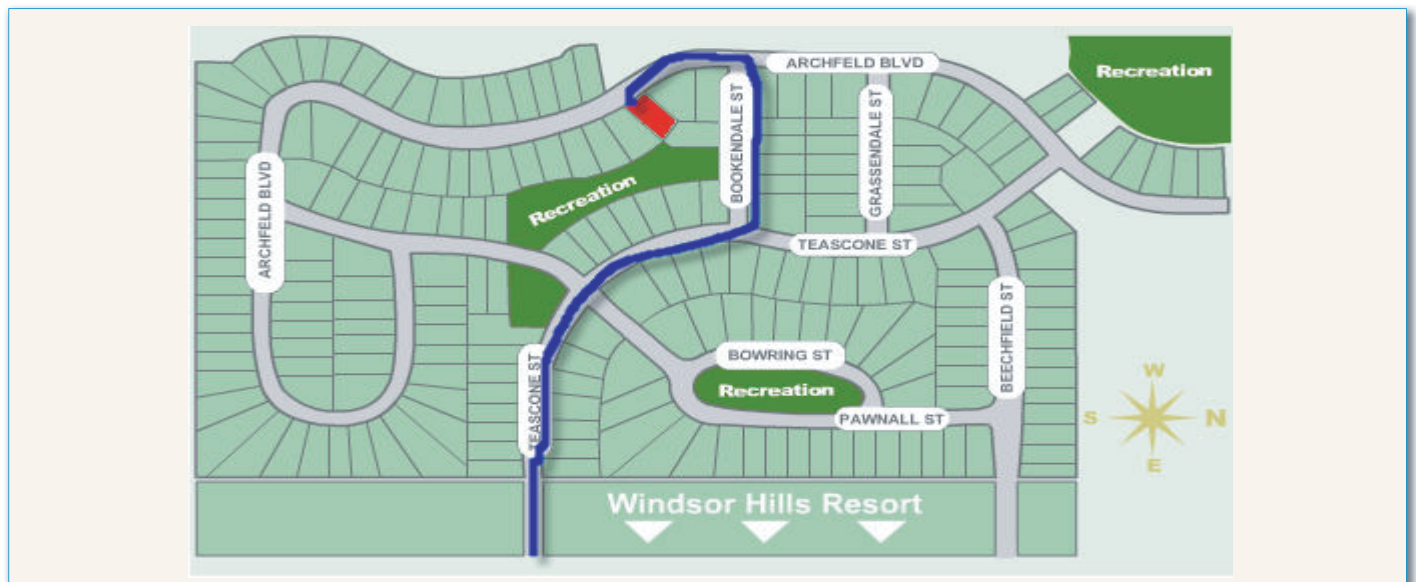 ARCHFELD BLVD
Recreation
BOOKENDALE ST
GRASSENDALE ST
ARCHFELD BLVD
Recreation
TEASCONE ST
BEECHFIELD ST
TEASCONE ST
BOWRING ST
Recreation
PAWNALL ST
W
S
N
E
Windsor Hills Resort